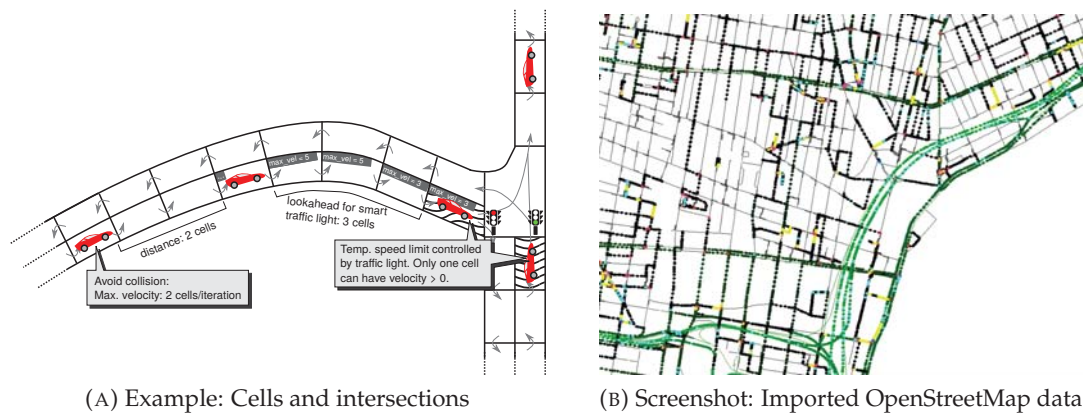 max_vel = 5
max_vel = 5
max_vel = 3
max_vel = 3
lookahead for smart
traffic light: 3 cells
distance: 2 cells
Temp. speed limit controlled
by traffic light. Only one cell
can have velocity > 0.
Avoid collision:
Max. velocity: 2 cells/iteration
(A) Example: Cells and intersections
(B) Screenshot: Imported OpenStreetMap data